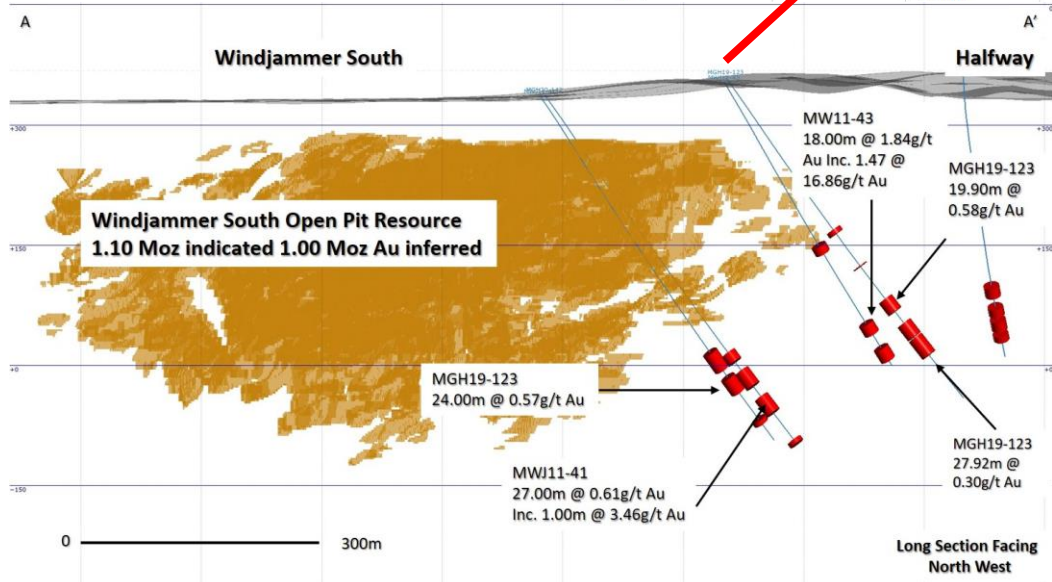 A
A'
Windjammer South
Halfway
MGH19-123
+300
MW11-43
18.00m @ 1.84g/t
Au Inc. 1.47 @
16.86g/t Au
MGH19-123
19.90m @
0.58g/t Au
Windjammer South Open Pit Resource
1.10 Moz indicated 1.00 Moz Au inferred
+150
+0
MGH19-123
24.00m @ 0.57g/t Au
MWJ11-41
27.00m @ 0.61g/t Au
Inc. 1.00m @ 3.46g/t Au
MGH19-123
27.92m @
0.30g/t Au
−150
0
300m
Long Section Facing
North West